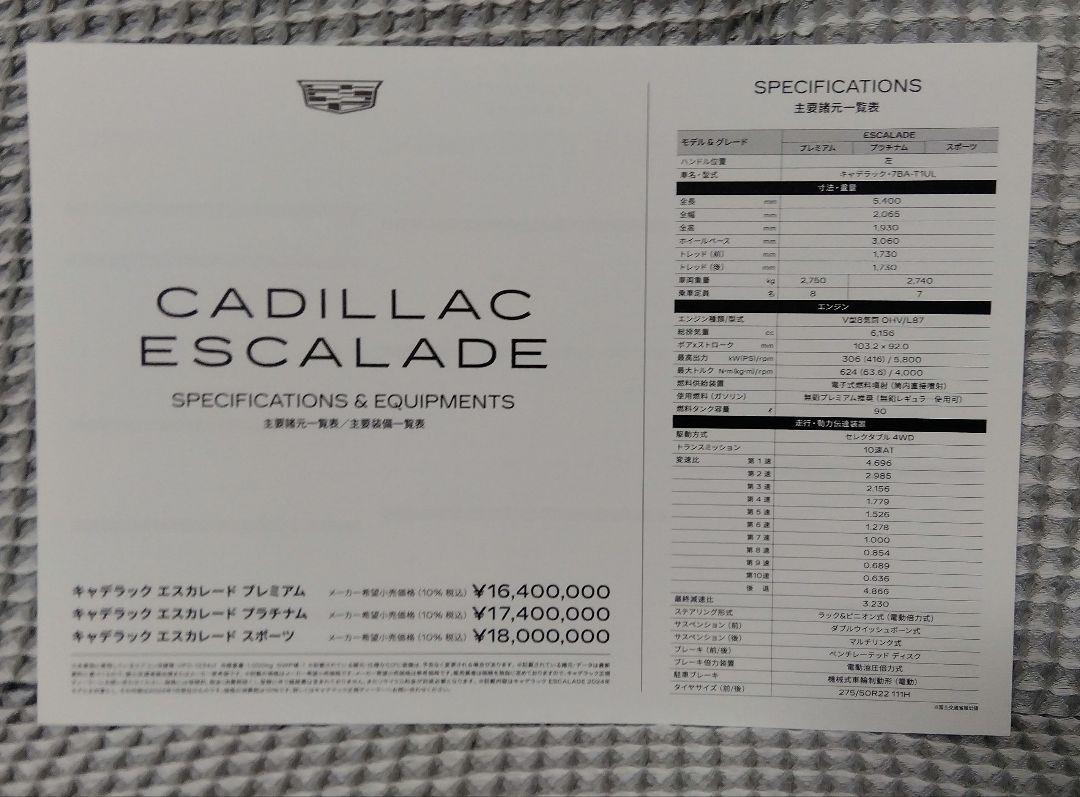 CADILLAC
ESCALADE
SPECIFICATIONS & EQUIPMENTS
主要諸元一覧表／主要装備一覧表
キャデラック エスカレード プレミアム メーカー希望小売価格 (10% 税込) ¥16,400,000
キャデラック エスカレード プラチナム メーカー希望小売価格 (10% 税込) ¥17,400,000
キャデラック エスカレード スポーツ メーカー希望小売価格 (10% 税込) ¥18,000,000
SPECIFICATIONS
主要諸元一覧表
モデル & グレード ESCALADE
プレミアム プラチナム スポーツ
ハンドル位置 左
車名・型式 キャデラック・7BA-T1UL
寸法・重量
全長 mm 5,400
全幅 mm 2,065
全高 mm 1,930
ホイールベース mm 3,060
トレッド (前) mm 1,730
トレッド (後) mm 1,730
車両重量 kg 2,750 2,740
乗車定員 名 8 7
エンジン
エンジン種類/型式 V型8気筒 OHV/L87
総排気量 cc 6,156
ボア×ストローク mm 103.2 × 92.0
最高出力 kW(PS)/rpm 306 (416) / 5,800
最大トルク N・m(kg・m)/rpm 624 (63.6) / 4,000
燃料供給装置 電子式燃料噴射 (筒内直接噴射)
使用燃料 (ガソリン) 無鉛プレミアム推奨 (無鉛レギュラー使用可)
燃料タンク容量 ℓ 90
走行・動力伝達装置
駆動方式 セレクタブル 4WD
トランスミッション 10速AT
変速比 第 1 速 4.696
第 2 速 2.985
第 3 速 2.156
第 4 速 1.779
第 5 速 1.526
第 6 速 1.278
第 7 速 1.000
第 8 速 0.854
第 9 速 0.689
第10速 0.636
後 退 4.866
最終減速比 3.230
ステアリング形式 ラック&ピニオン式 (電動倍力式)
サスペンション (前) ダブルウイッシュボーン式
サスペンション (後) マルチリンク式
ブレーキ (前/後) ベンチレーテッド ディスク
ブレーキ倍力装置 電動油圧倍力式
駐車ブレーキ 機械式車輪制動形 (電動)
タイヤサイズ (前/後) 275/50R22 111H